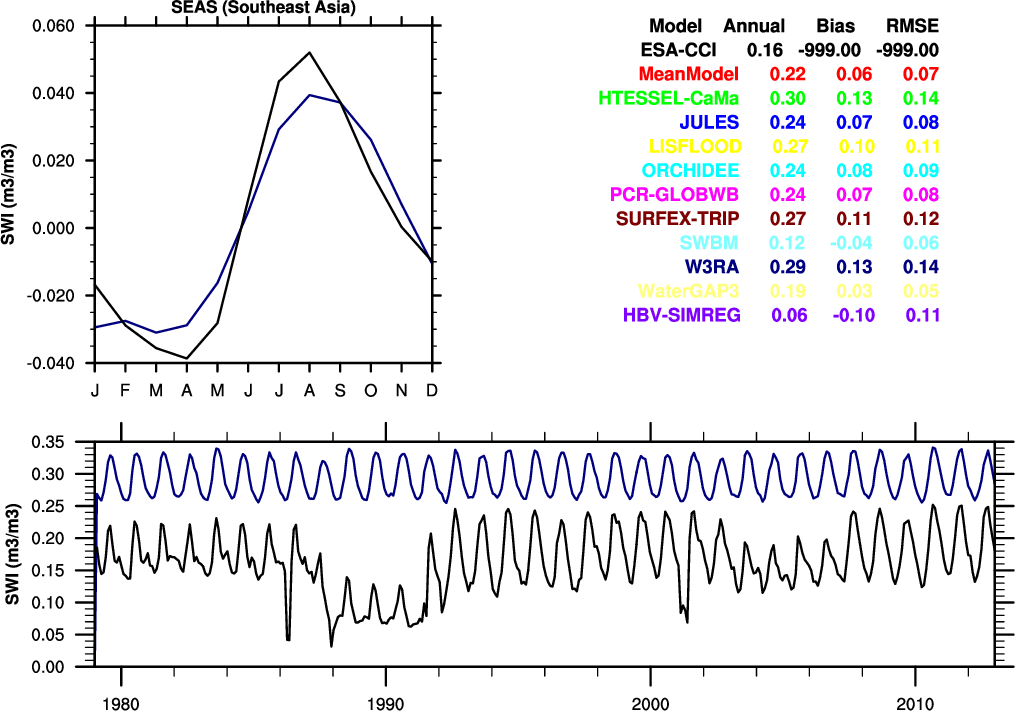 SEAS (Southeast Asia)
0.060
0.040
0.020
0.000
-0.020
-0.040
SWI (m3/m3)
J F M A M J J A S O N D
Model Annual Bias RMSE
ESA-CCI 0.16 -999.00 -999.00
MeanModel 0.22 0.06 0.07
HTESSEL-CaMa 0.30 0.13 0.14
JULES 0.24 0.07 0.08
LISFLOOD 0.27 0.10 0.11
ORCHIDEE 0.24 0.08 0.09
PCR-GLOBWB 0.24 0.07 0.08
SURFEX-TRIP 0.27 0.11 0.12
SWBM 0.12 -0.04 0.06
W3RA 0.29 0.13 0.14
WaterGAP3 0.19 0.03 0.05
HBV-SIMREG 0.06 -0.10 0.11
0.35
0.30
0.25
0.20
0.15
0.10
0.05
0.00
SWI (m3/m3)
1980 1990 2000 2010